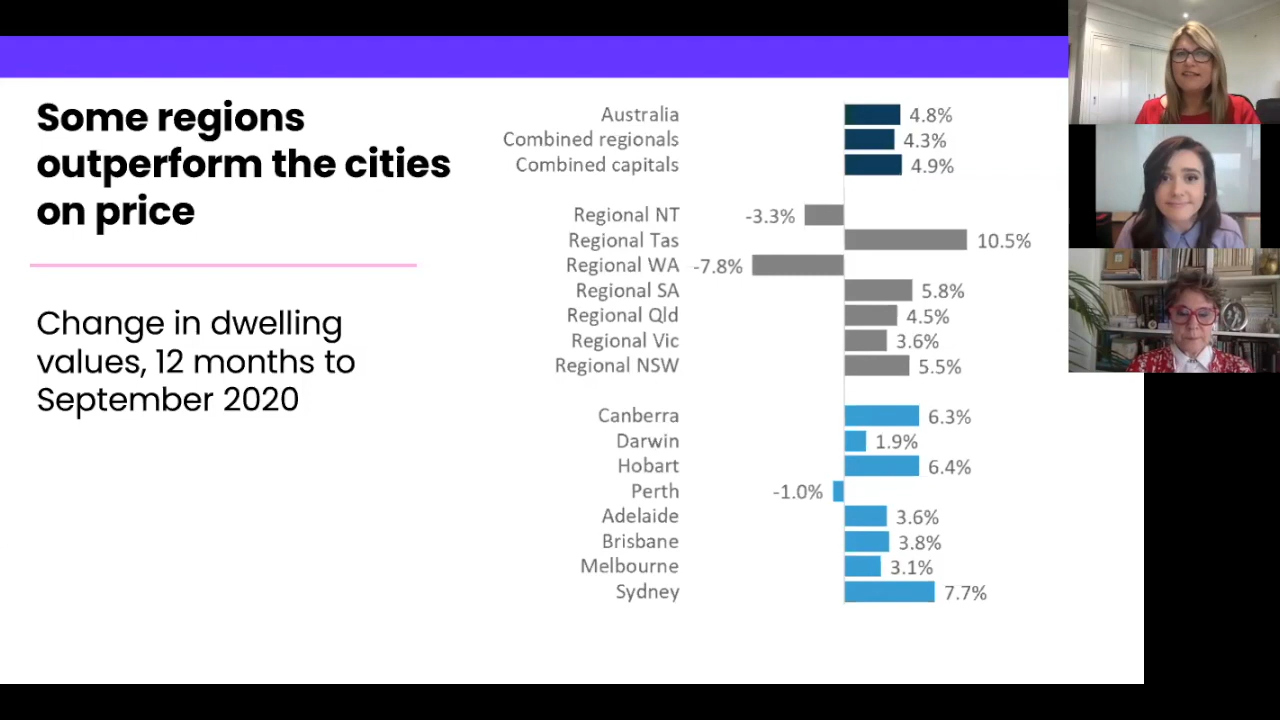 Some regions
outperform the cities
on price
Change in dwelling
values, 12 months to
September 2020
Australia 4.8%
Combined regionals 4.3%
Combined capitals 4.9%
Regional NT -3.3%
Regional Tas 10.5%
Regional WA -7.8%
Regional SA 5.8%
Regional Qld 4.5%
Regional Vic 3.6%
Regional NSW 5.5%
Canberra 6.3%
Darwin 1.9%
Hobart 6.4%
Perth -1.0%
Adelaide 3.6%
Brisbane 3.8%
Melbourne 3.1%
Sydney 7.7%